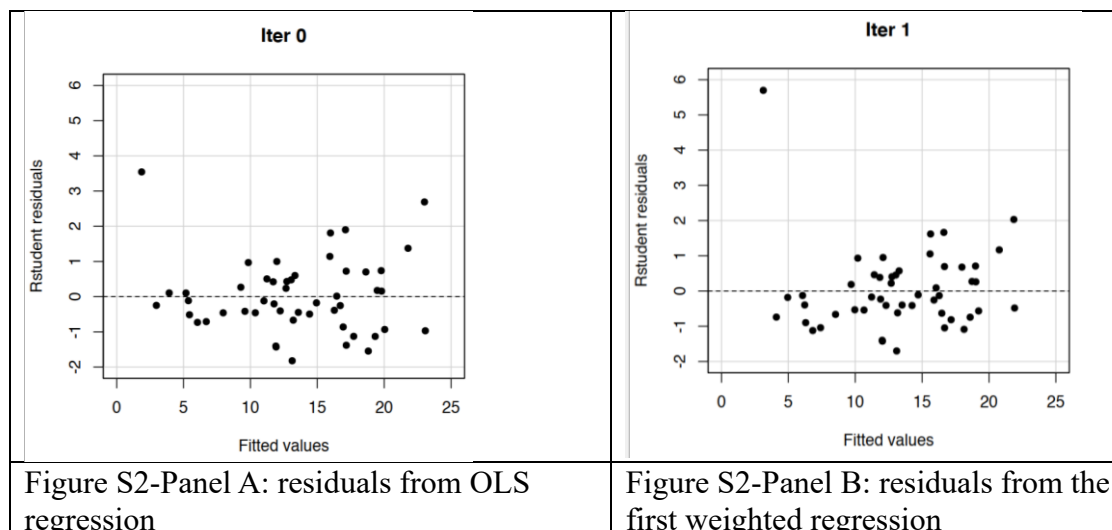 Iter 0
Rstudent residuals
6
4
3
2
1
0
-1
-2
0 5 10 15 20 25
Fitted values
Iter 1
Rstudent residuals
6
5
4
3
2
1
0
-1
-2
0 5 10 15 20 25
Fitted values
Figure S2-Panel A: residuals from OLS
regression
Figure S2-Panel B: residuals from the
first weighted regression